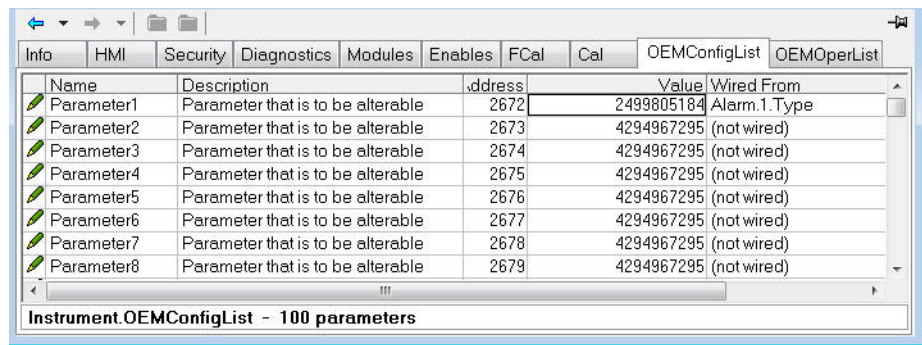 Info HMI Security Diagnostics Modules Enables FCal Cal OEMConfigList OEMOperList
Name Description ddress Value Wired From
Parameter1 Parameter that is to be alterable 2672 2499805184 Alarm.1.Type
Parameter2 Parameter that is to be alterable 2673 4294967295 (not wired)
Parameter3 Parameter that is to be alterable 2674 4294967295 (not wired)
Parameter4 Parameter that is to be alterable 2675 4294967295 (not wired)
Parameter5 Parameter that is to be alterable 2676 4294967295 (not wired)
Parameter6 Parameter that is to be alterable 2677 4294967295 (not wired)
Parameter7 Parameter that is to be alterable 2678 4294967295 (not wired)
Parameter8 Parameter that is to be alterable 2679 4294967295 (not wired)
Instrument.OEMConfigList - 100 parameters